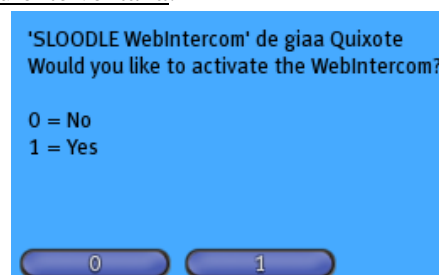 'SLOODLE WebIntercom' de giaa Quixote
Would you like to activate the WebIntercom?
0 = No
1 = Yes
0 1